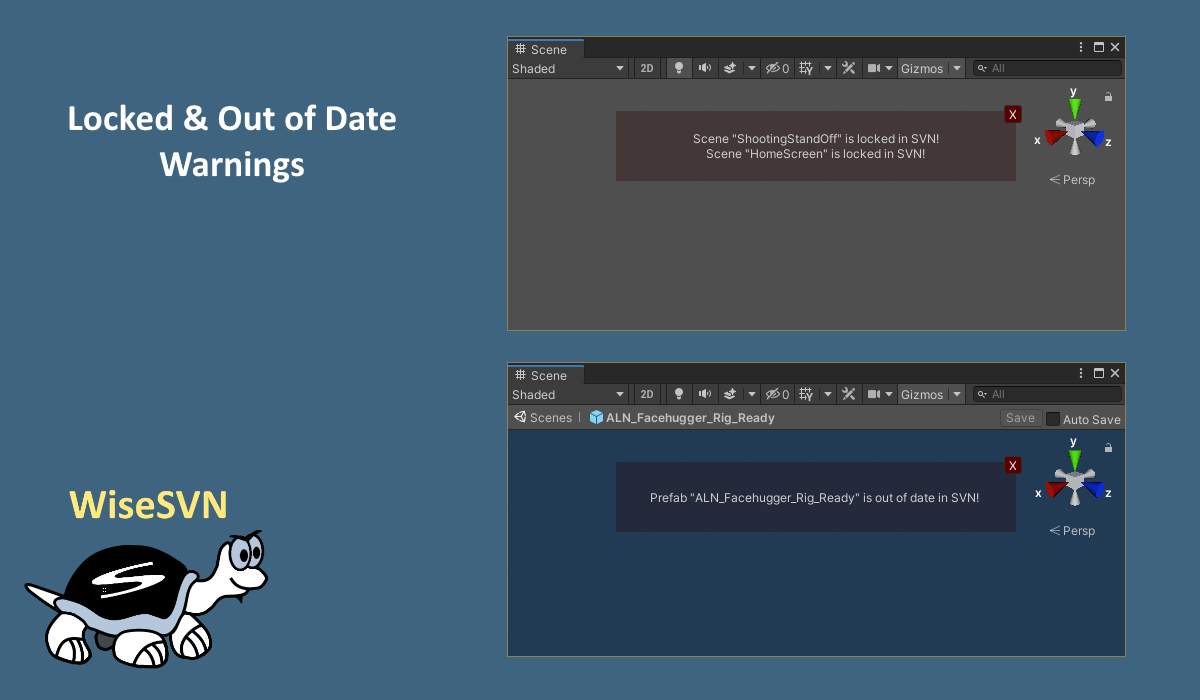 Locked & Out of Date
Warnings
Scene
Shaded
2D
0
Gizmos
All
X
Scene "ShootingStandOff" is locked in SVN!
Scene "HomeScreen" is locked in SVN!
y
x
z
Persp
Scene
Shaded
2D
0
Gizmos
All
Scenes
ALN_Facehugger_Rig_Ready
Save
Auto Save
X
Prefab "ALN_Facehugger_Rig_Ready" is out of date in SVN!
y
x
z
Persp
WiseSVN